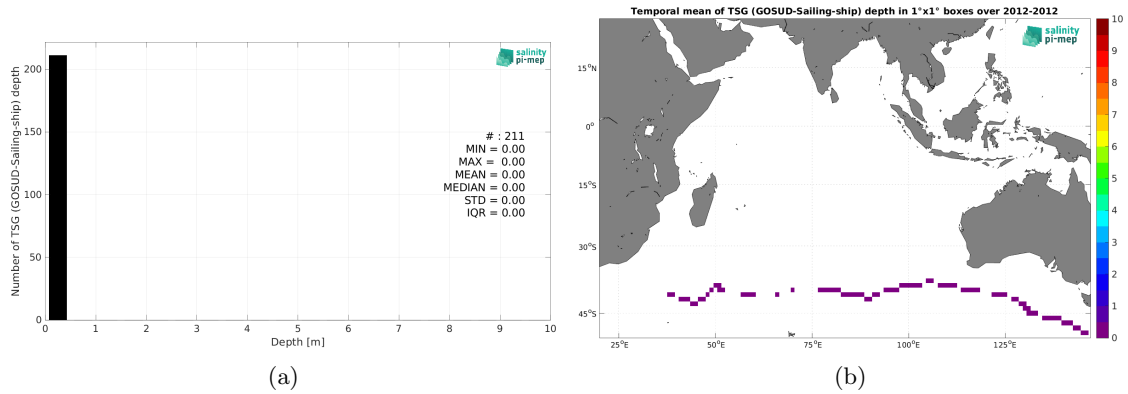 Number of TSG (GOSUD-Sailing-ship) depth
200
150
100
50
0
0 1 2 3 4 5 6 7 8 9 10
Depth [m]
salinity
pi-mep
# : 211
MIN = 0.00
MAX = 0.00
MEAN = 0.00
MEDIAN = 0.00
STD = 0.00
IQR = 0.00
(a)
Temporal mean of TSG (GOSUD-Sailing-ship) depth in 1°x1° boxes over 2012-2012
salinity
pi-mep
15°N
0°
15°S
30°S
45°S
25°E 50°E 75°E 100°E 125°E
10
9
8
7
6
5
4
3
2
1
0
(b)